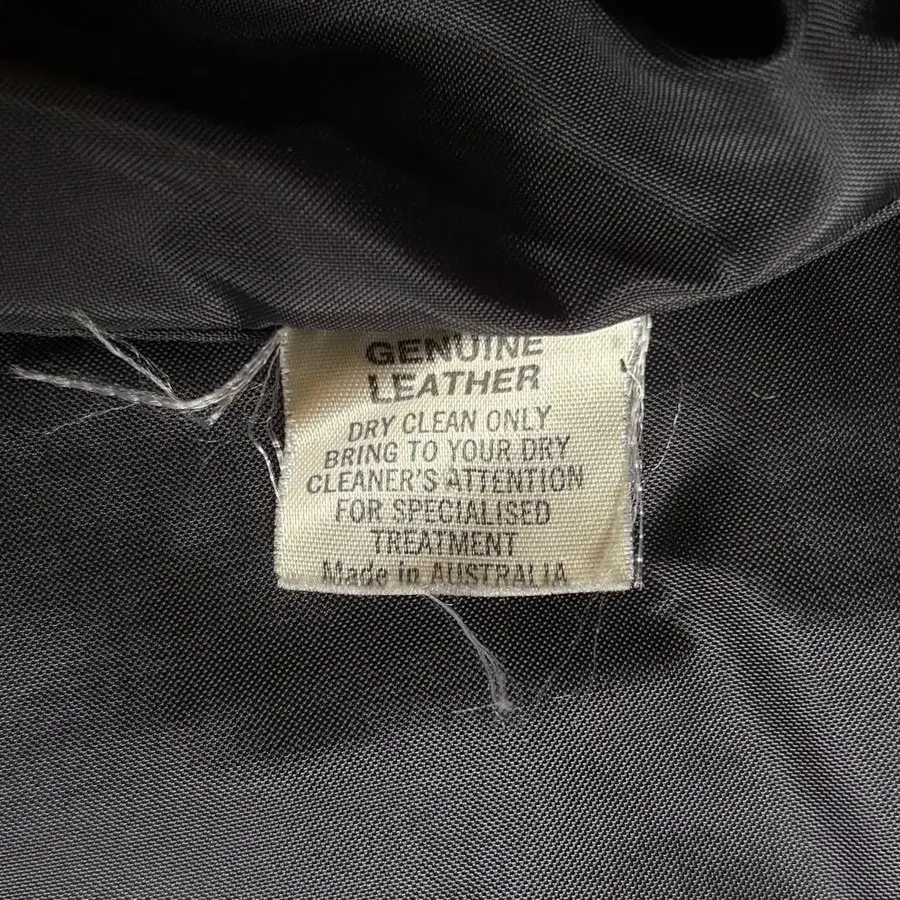 GENUINE
LEATHER
DRY CLEAN ONLY
BRING TO YOUR DRY
CLEANER'S ATTENTION
FOR SPECIALISED
TREATMENT
Made in AUSTRALIA